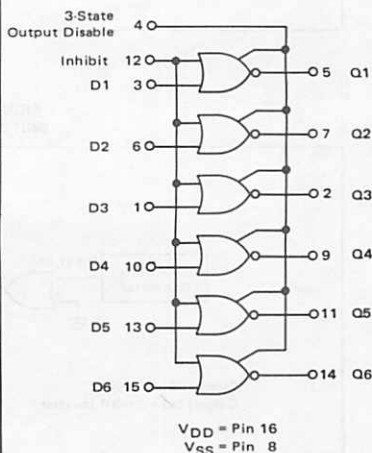 3-State
Output Disable 4
Inhibit 12
D1 3 5 Q1
D2 6 7 Q2
D3 1 2 Q3
D4 10 9 Q4
D5 13 11 Q5
D6 15 14 Q6
VDD = Pin 16
VSS = Pin 8